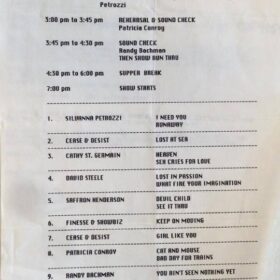 Petrozzi
3:00 pm to 3:45 pm REHEARSAL & SOUND CHECK
Patricia Conroy
3:45 pm to 4:30 pm SOUND CHECK
Randy Bachman
THEN SHOW RUN THRU
4:30 pm to 6:00 pm SUPPER BREAK
7:00 pm SHOW STARTS
1. SILVANNA PETROZZI I NEED YOU
RUNAWAY
2. CEASE & DESIST LOST AT SEA
3. CATHY ST. GERMAIN HEAVEN
SEA CRIES FOR LOVE
4. DAVID STEELE LOST IN PASSION
WHAT FIRE YOUR IMAGINATION
5. SAFFRON HENDERSON DEVIL CHILD
SEE IT THRU
6. FINESSE & SHOWBIZ KEEP ON MOVING
7. CEASE & DESIST GIRL LIKE YOU
8. PATRICIA CONROY CAT AND MOUSE
BAD DAY FOR TRAINS
9. RANDY BACHMAN YOU AIN'T SEEN NOTHING YET